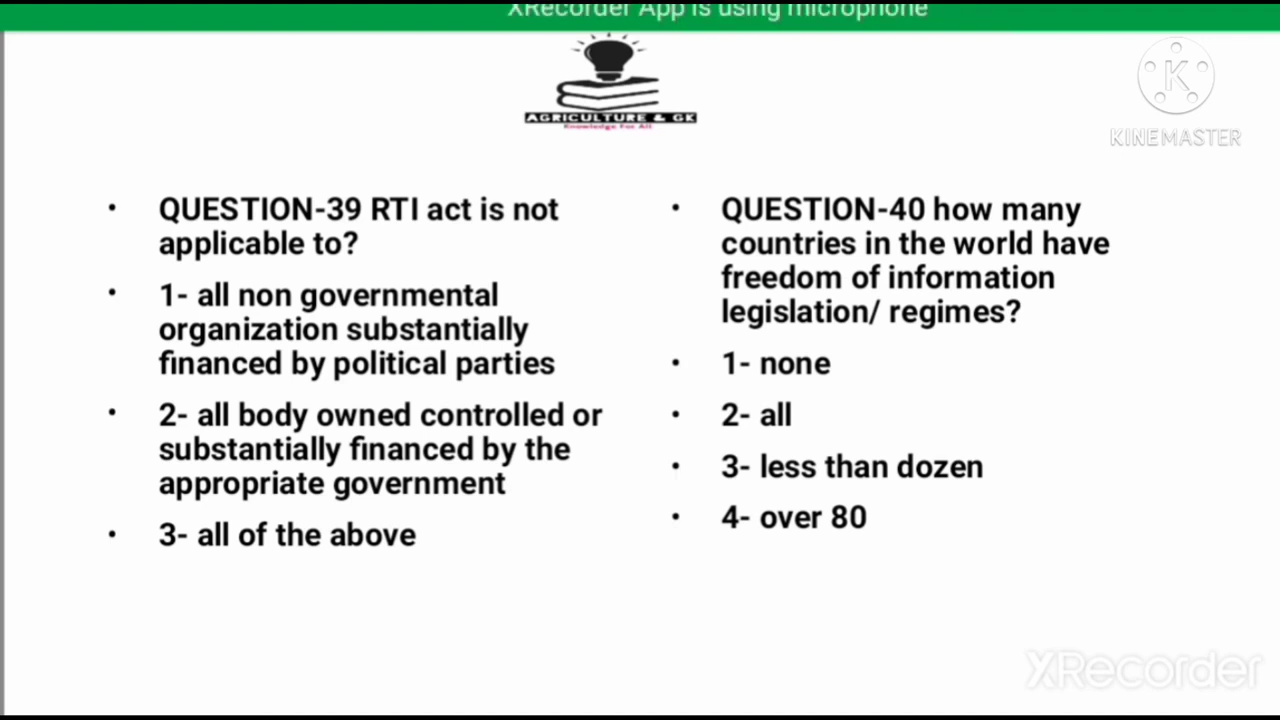 XRecorder App is using microphone
K
KINEMASTER
AGRICULTURE & GK
Knowledge For All
• QUESTION-39 RTI act is not
applicable to?
• 1- all non governmental
organization substantially
financed by political parties
• 2- all body owned controlled or
substantially financed by the
appropriate government
• 3- all of the above
• QUESTION-40 how many
countries in the world have
freedom of information
legislation/ regimes?
• 1- none
• 2- all
• 3- less than dozen
• 4- over 80
XRecorder